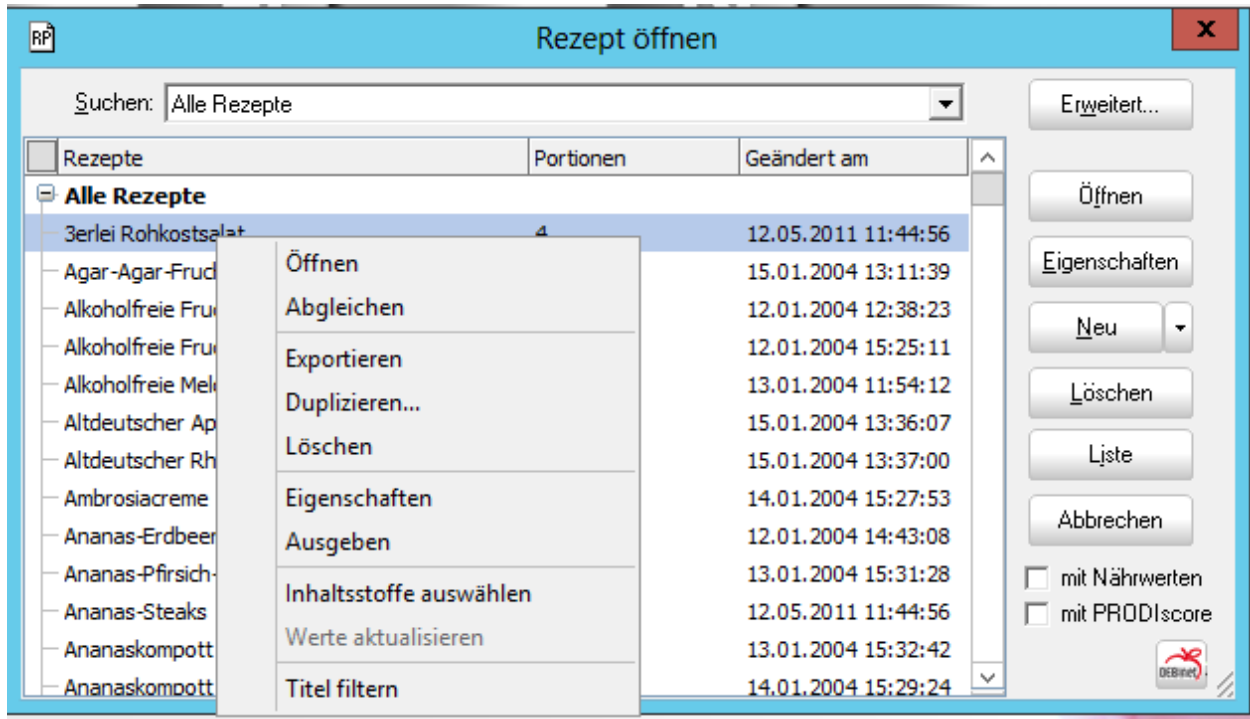 RP
Rezept öffnen
x
Suchen: Alle Rezepte
Erweitert...
Rezepte Portionen Geändert am
Alle Rezepte
3erlei Rohkostsalat 4 12.05.2011 11:44:56
Agar-Agar-Fruc 15.01.2004 13:11:39
Alkoholfreie Fru 12.01.2004 12:38:23
Alkoholfreie Fru 12.01.2004 15:25:11
Alkoholfreie Mel 13.01.2004 11:54:12
Altdeutscher Ap 15.01.2004 13:36:07
Altdeutscher Rh 15.01.2004 13:37:00
Ambrosiacreme 14.01.2004 15:27:53
Ananas-Erdbeer 12.01.2004 14:43:08
Ananas-Pfirsich- 13.01.2004 15:31:28
Ananas-Steaks 12.05.2011 11:44:56
Ananaskompott 13.01.2004 15:32:42
Ananaskompott 14.01.2004 15:29:24
Öffnen
Abgleichen
Exportieren
Duplizieren...
Löschen
Eigenschaften
Ausgeben
Inhaltsstoffe auswählen
Werte aktualisieren
Titel filtern
Öffnen
Eigenschaften
Neu
Löschen
Liste
Abbrechen
mit Nährwerten
mit PRODIscore
DEBInet